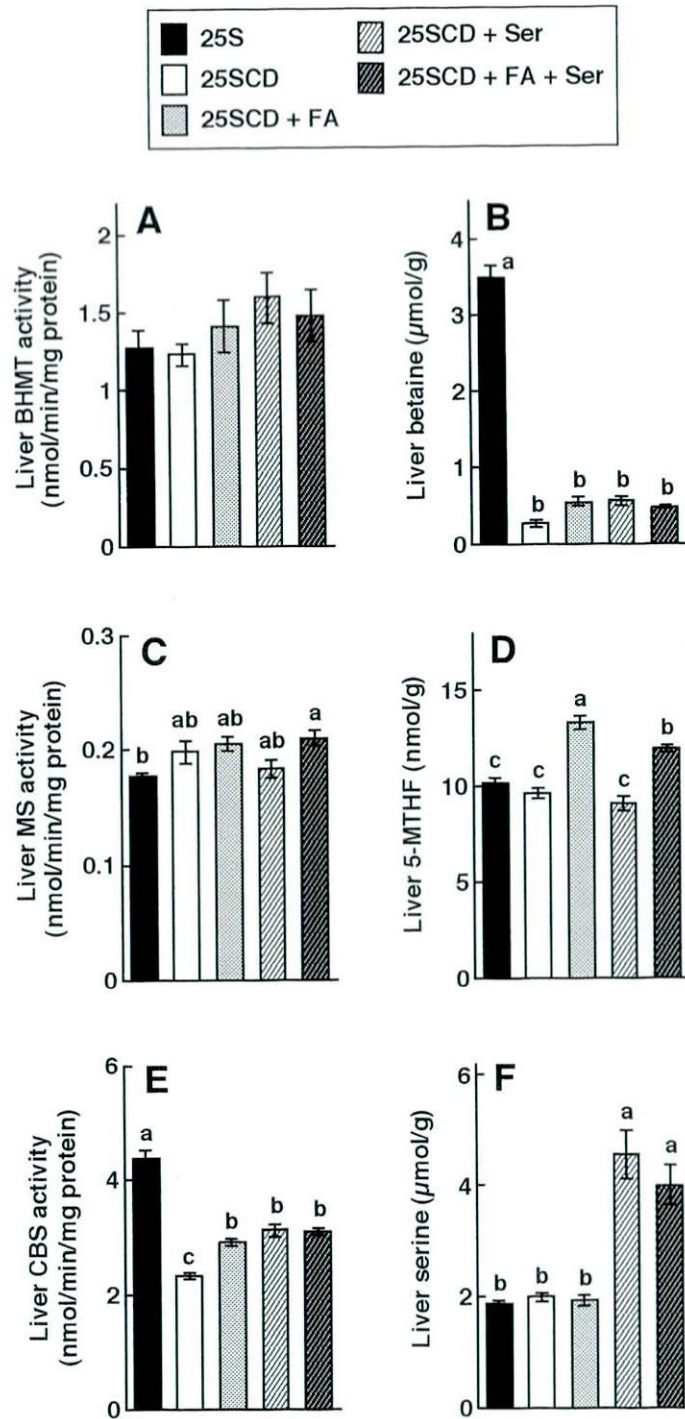 25S
25SCD
25SCD + FA
25SCD + Ser
25SCD + FA + Ser
A
Liver BHMT activity
(nmol/min/mg protein)
2
1.5
1
0.5
0
B
Liver betaine (µmol/g)
4
3
1
0
a
b
b
b
b
C
Liver MS activity
(nmol/min/mg protein)
0.3
0.2
0.1
0
b
ab
ab
ab
a
D
Liver 5-MTHF (nmol/g)
15
10
5
0
c
c
a
c
b
E
Liver CBS activity
(nmol/min/mg protein)
6
4
2
0
a
c
b
b
b
F
Liver serine (µmol/g)
6
4
2
0
b
b
b
a
a